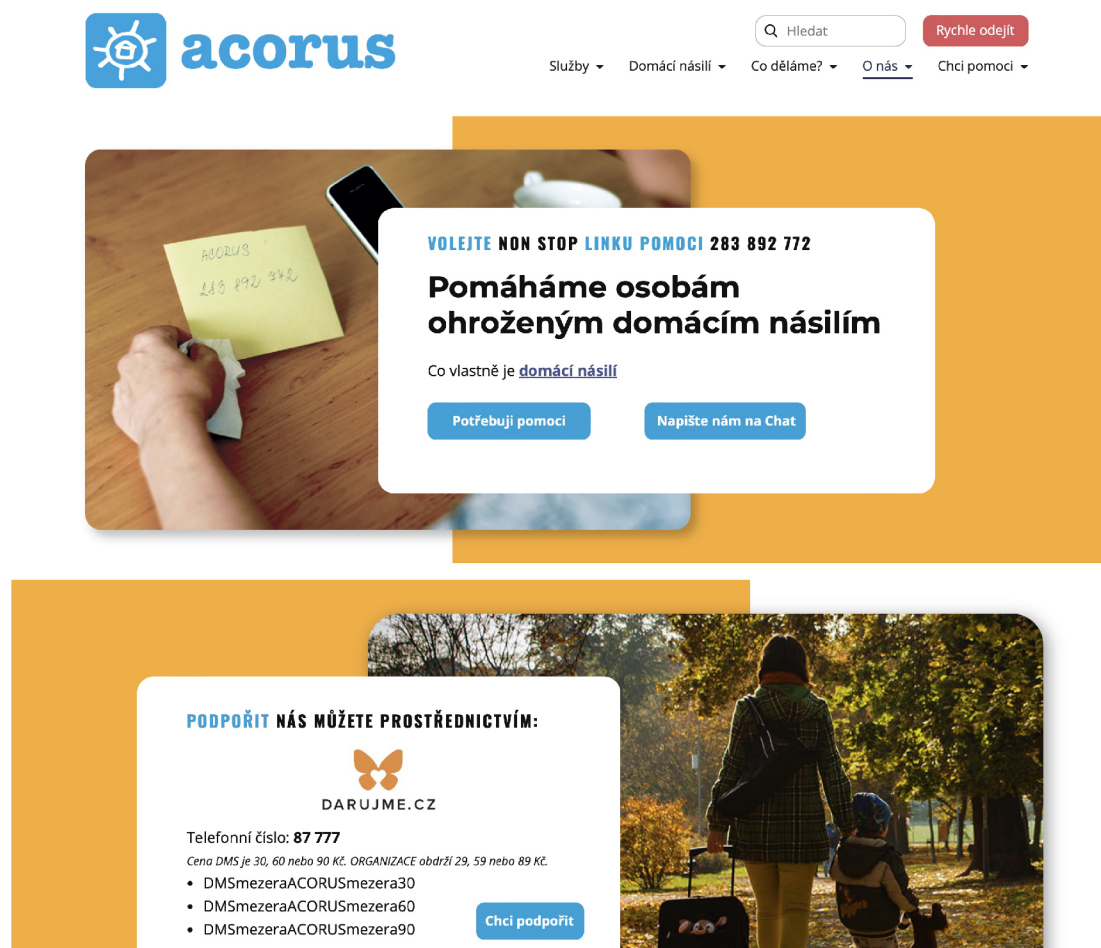 acorus
Hledat
Rychle odejít
Služby
Domácí násilí
Co děláme?
O nás
Chci pomoci
ACORUS
283 892 772
VOLEJTE NON STOP LINKU POMOCI 283 892 772
Pomáháme osobám
ohroženým domácím násilím
Co vlastně je domácí násilí
Potřebuji pomoci
Napište nám na Chat
PODPOŘIT NÁS MŮŽETE PROSTŘEDNICTVÍM:
DARUJME.CZ
Telefonní číslo: 87 777
Cena DMS je 30, 60 nebo 90 Kč. ORGANIZACE obdrží 29, 59 nebo 89 Kč.
• DMSmezeraACORUSmezera30
• DMSmezeraACORUSmezera60
• DMSmezeraACORUSmezera90
Chci podpořit